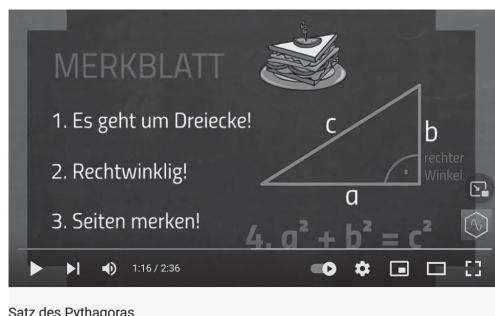 MERKBLATT
1. Es geht um Dreiecke!
2. Rechtwinklig!
3. Seiten merken!
c
b
a
rechter
Winkel
4. a² + b² = c²
1:16 / 2:36
Satz des Pythagoras